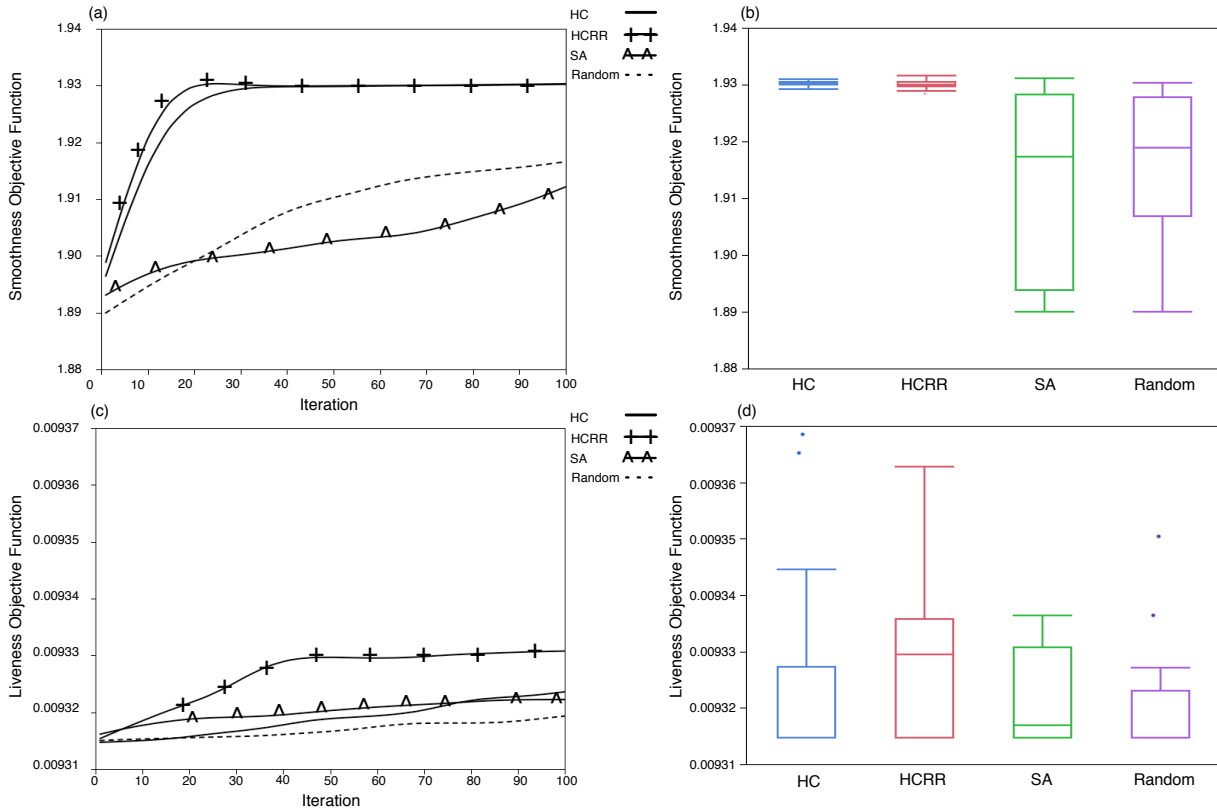 (a)
HC
HCRR
SA
Random
1.94
1.93
1.92
1.91
1.90
1.89
1.88
Smoothness Objective Function
0 10 20 30 40 50 60 70 80 90 100
Iteration
(b)
1.94
1.93
1.92
1.91
1.90
1.89
1.88
Smoothness Objective Function
HC HCRR SA Random
(c)
HC
HCRR
SA
Random
0.00937
0.00936
0.00935
0.00934
0.00933
0.00932
0.00931
Liveness Objective Function
0 10 20 30 40 50 60 70 80 90 100
Iteration
(d)
0.00937
0.00936
0.00935
0.00934
0.00933
0.00932
0.00931
Liveness Objective Function
HC HCRR SA Random